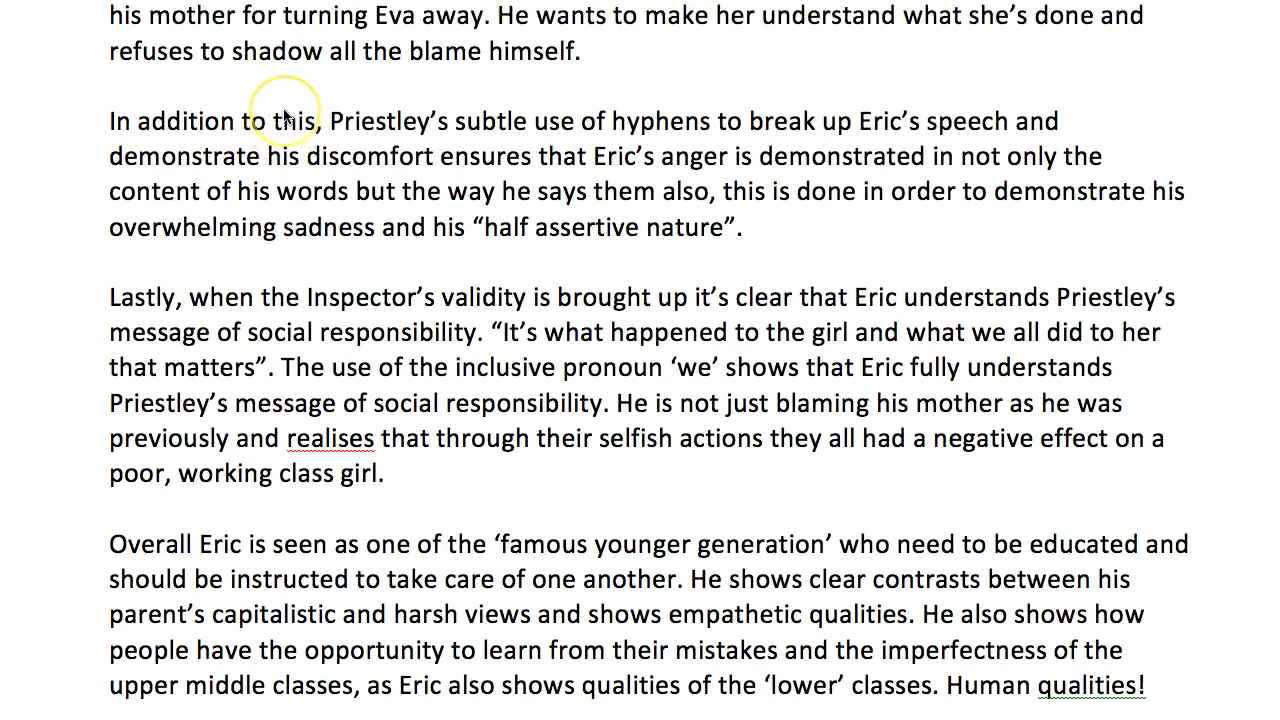 his mother for turning Eva away. He wants to make her understand what she’s done and
refuses to shadow all the blame himself.
In addition to this, Priestley’s subtle use of hyphens to break up Eric’s speech and
demonstrate his discomfort ensures that Eric’s anger is demonstrated in not only the
content of his words but the way he says them also, this is done in order to demonstrate his
overwhelming sadness and his “half assertive nature”.
Lastly, when the Inspector’s validity is brought up it’s clear that Eric understands Priestley’s
message of social responsibility. “It’s what happened to the girl and what we all did to her
that matters”. The use of the inclusive pronoun ‘we’ shows that Eric fully understands
Priestley’s message of social responsibility. He is not just blaming his mother as he was
previously and realises that through their selfish actions they all had a negative effect on a
poor, working class girl.
Overall Eric is seen as one of the ‘famous younger generation’ who need to be educated and
should be instructed to take care of one another. He shows clear contrasts between his
parent’s capitalistic and harsh views and shows empathetic qualities. He also shows how
people have the opportunity to learn from their mistakes and the imperfectness of the
upper middle classes, as Eric also shows qualities of the ‘lower’ classes. Human qualities!